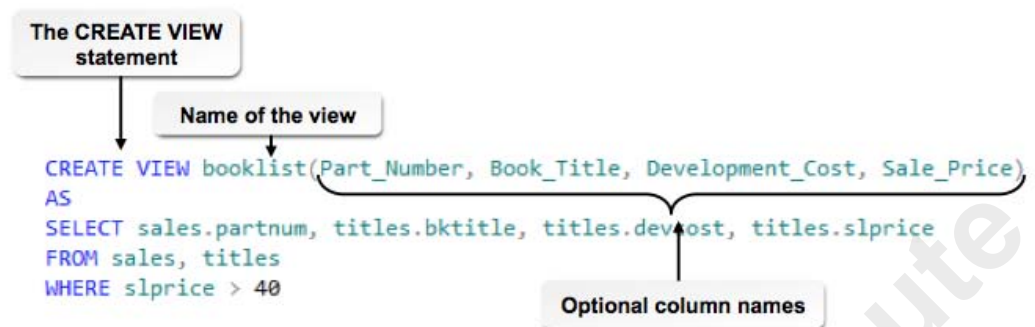 The CREATE VIEW
statement
Name of the view
CREATE VIEW booklist(Part_Number, Book_Title, Development_Cost, Sale_Price)
AS
SELECT sales.partnum, titles.bktitle, titles.devcost, titles.slprice
FROM sales, titles
WHERE slprice > 40
Optional column names
ute